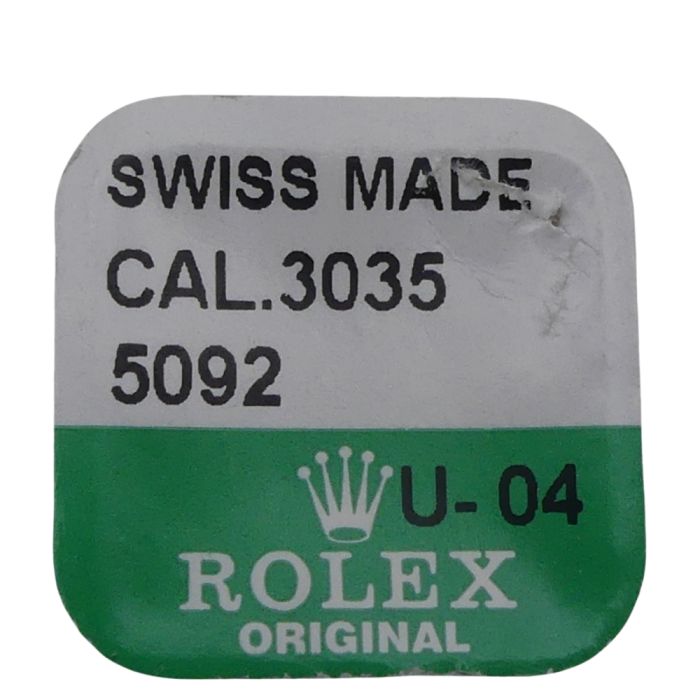 SWISS MADE
CAL.3035
5092
U- 04
ROLEX
ORIGINAL